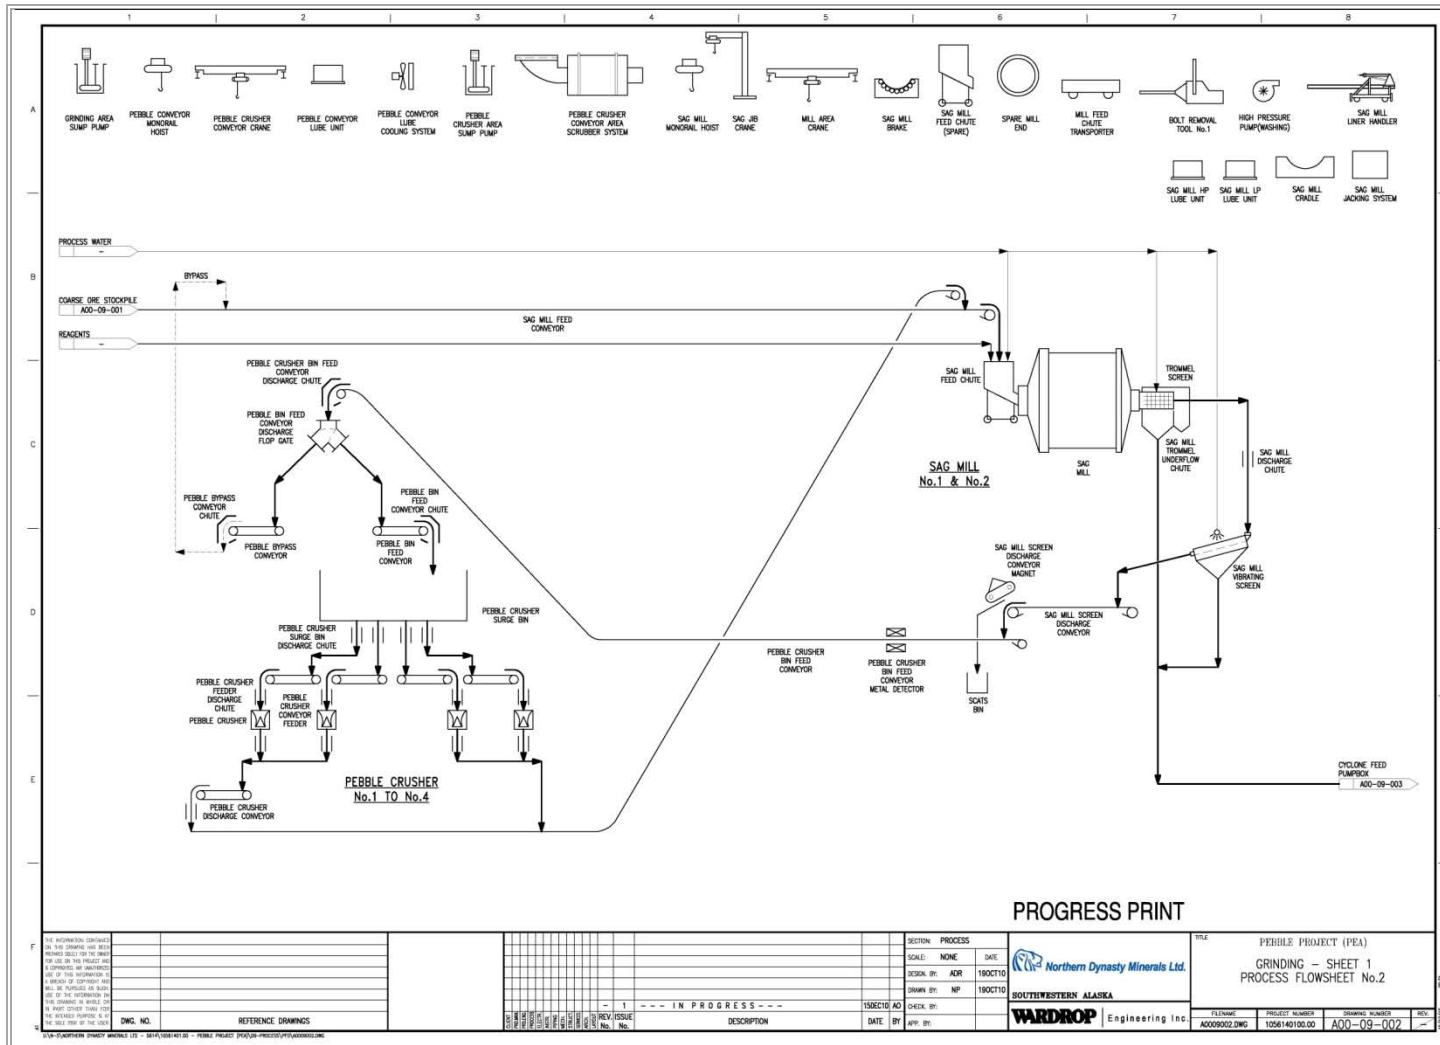 1 2 3 4 5 6 7 8
A
B
C
D
E
F
GRINDING AREA
SUMP PUMP
PEBBLE CONVEYOR
MONORAIL
HOIST
PEBBLE CRUSHER
CONVEYOR CRANE
PEBBLE CONVEYOR
LUBE UNIT
PEBBLE CONVEYOR
LUBE
COOLING SYSTEM
PEBBLE
CRUSHER AREA
SUMP PUMP
PEBBLE CRUSHER
CONVEYOR AREA
SCRUBBER SYSTEM
SAG MILL
MONORAIL HOIST
SAG JIB
CRANE
MILL AREA
CRANE
SAG MILL
BRAKE
SAG MILL
FEED CHUTE
(SPARE)
SPARE MILL
END
MILL FEED
CHUTE
TRANSPORTER
BOLT REMOVAL
TOOL No.1
HIGH PRESSURE
PUMP(WASHING)
SAG MILL
LINER HANDLER
SAG MILL HP
LUBE UNIT
SAG MILL LP
LUBE UNIT
SAG MILL
CRADLE
SAG MILL
JACKING SYSTEM
PROCESS WATER
-
BYPASS
COARSE ORE STOCKPILE
A00-09-001
REAGENTS
-
SAG MILL FEED
CONVEYOR
PEBBLE CRUSHER BIN FEED
CONVEYOR
DISCHARGE CHUTE
PEBBLE BIN FEED
CONVEYOR
DISCHARGE
FLOP GATE
SAG MILL
FEED CHUTE
TROMMEL
SCREEN
SAG MILL
TROMMEL
UNDERFLOW
CHUTE
SAG
MILL
SAG MILL
No.1 & No.2
SAG MILL
DISCHARGE
CHUTE
PEBBLE BYPASS
CONVEYOR
CHUTE
PEBBLE BIN
FEED
CONVEYOR CHUTE
PEBBLE BYPASS
CONVEYOR
PEBBLE BIN
FEED
CONVEYOR
SAG MILL SCREEN
DISCHARGE
CONVEYOR
MAGNET
SAG MILL
VIBRATING
SCREEN
SAG MILL SCREEN
DISCHARGE
CONVEYOR
PEBBLE CRUSHER
SURGE BIN
PEBBLE CRUSHER
SURGE BIN
DISCHARGE CHUTE
PEBBLE CRUSHER
BIN FEED
CONVEYOR
PEBBLE CRUSHER
BIN FEED
CONVEYOR
METAL DETECTOR
SCATS
BIN
PEBBLE CRUSHER
FEEDER
DISCHARGE
CHUTE
PEBBLE
CRUSHER
CONVEYOR
FEEDER
PEBBLE CRUSHER
PEBBLE CRUSHER
No.1 TO No.4
PEBBLE CRUSHER
DISCHARGE CONVEYOR
CYCLONE FEED
PUMPBOX
A00-09-003
PROGRESS PRINT
DWG. NO.
REFERENCE DRAWINGS
- 1 --- IN PROGRESS--- 15DEC10 AO
REV. No. ISSUE No. DESCRIPTION DATE BY
SECTION: PROCESS
SCALE: NONE DATE
DESIGN. BY: ADR 19OCT10
DRAWN BY: NP 19OCT10
CHECK. BY:
APP. BY:
Northern Dynasty Minerals Ltd.
SOUTHWESTERN ALASKA
WARDROP Engineering Inc.
TITLE
PEBBLE PROJECT (PEA)
GRINDING - SHEET 1
PROCESS FLOWSHEET No.2
FILENAME PROJECT NUMBER DRAWING NUMBER REV.
A0009002.DWG 1056140100.00 A00-09-002 -